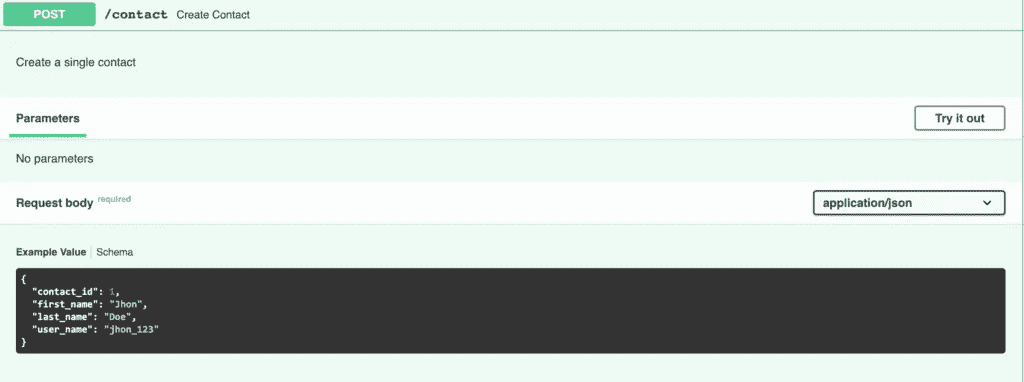 POST /contact Create Contact
Create a single contact
Parameters Try it out
No parameters
Request body required application/json
Example Value Schema
{
"contact_id": 1,
"first_name": "Jhon",
"last_name": "Doe",
"user_name": "jhon_123"
}